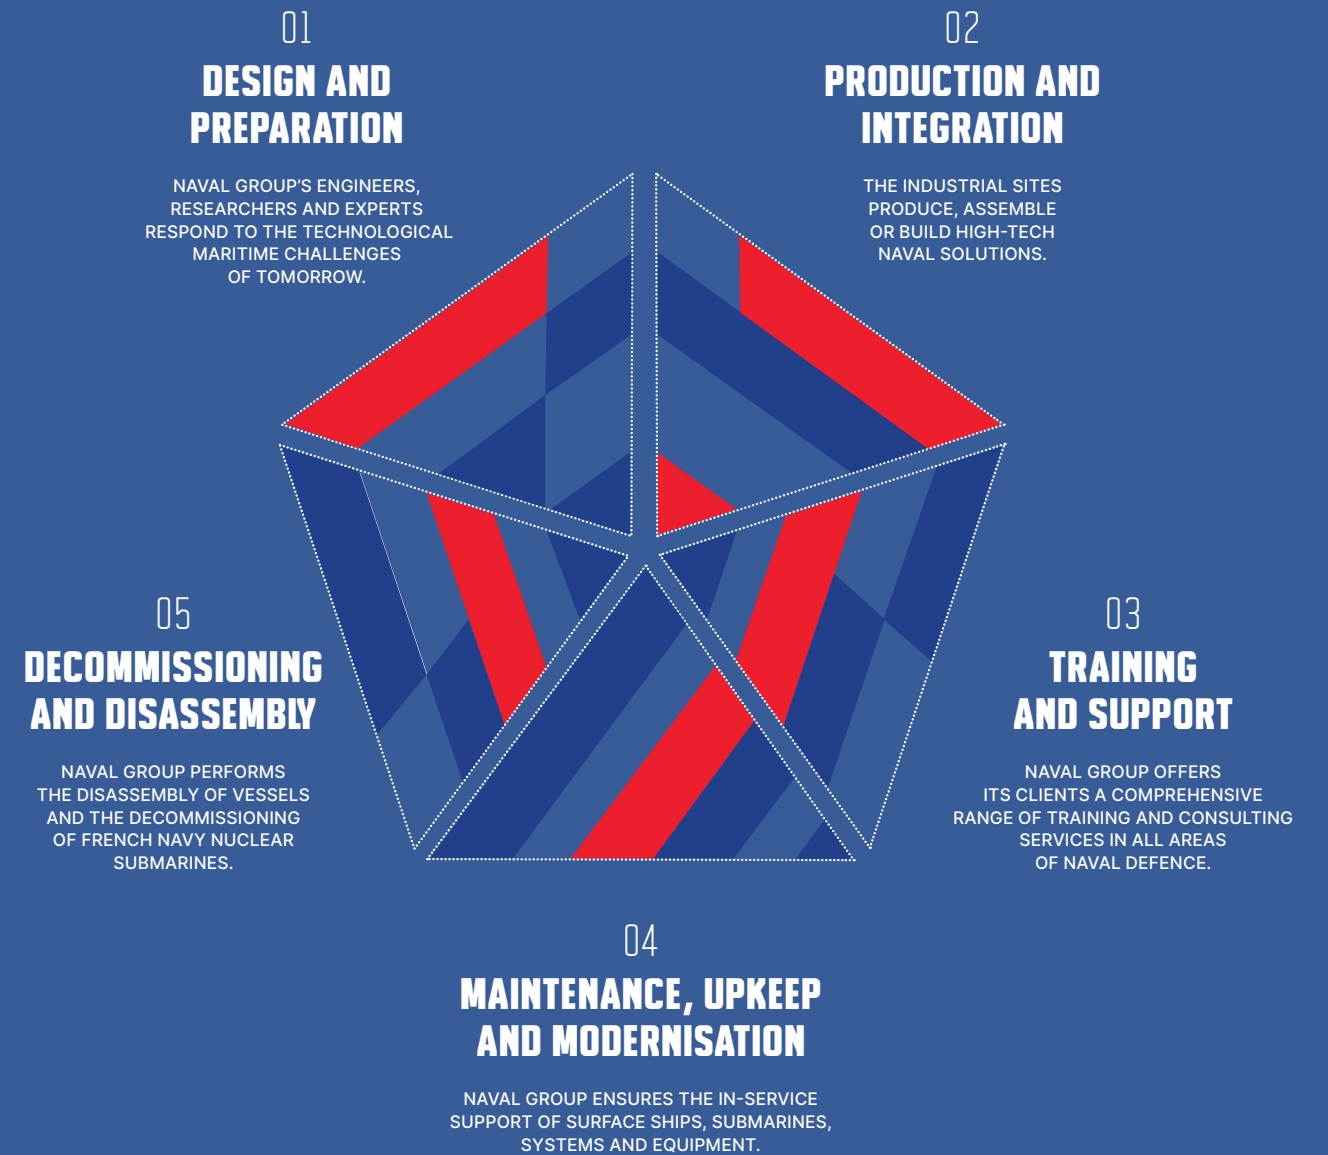 01
DESIGN AND
PREPARATION
NAVAL GROUP’S ENGINEERS,
RESEARCHERS AND EXPERTS
RESPOND TO THE TECHNOLOGICAL
MARITIME CHALLENGES
OF TOMORROW.
02
PRODUCTION AND
INTEGRATION
THE INDUSTRIAL SITES
PRODUCE, ASSEMBLE
OR BUILD HIGH-TECH
NAVAL SOLUTIONS.
03
TRAINING
AND SUPPORT
NAVAL GROUP OFFERS
ITS CLIENTS A COMPREHENSIVE
RANGE OF TRAINING AND CONSULTING
SERVICES IN ALL AREAS
OF NAVAL DEFENCE.
04
MAINTENANCE, UPKEEP
AND MODERNISATION
NAVAL GROUP ENSURES THE IN-SERVICE
SUPPORT OF SURFACE SHIPS, SUBMARINES,
SYSTEMS AND EQUIPMENT.
05
DECOMMISSIONING
AND DISASSEMBLY
NAVAL GROUP PERFORMS
THE DISASSEMBLY OF VESSELS
AND THE DECOMMISSIONING
OF FRENCH NAVY NUCLEAR
SUBMARINES.